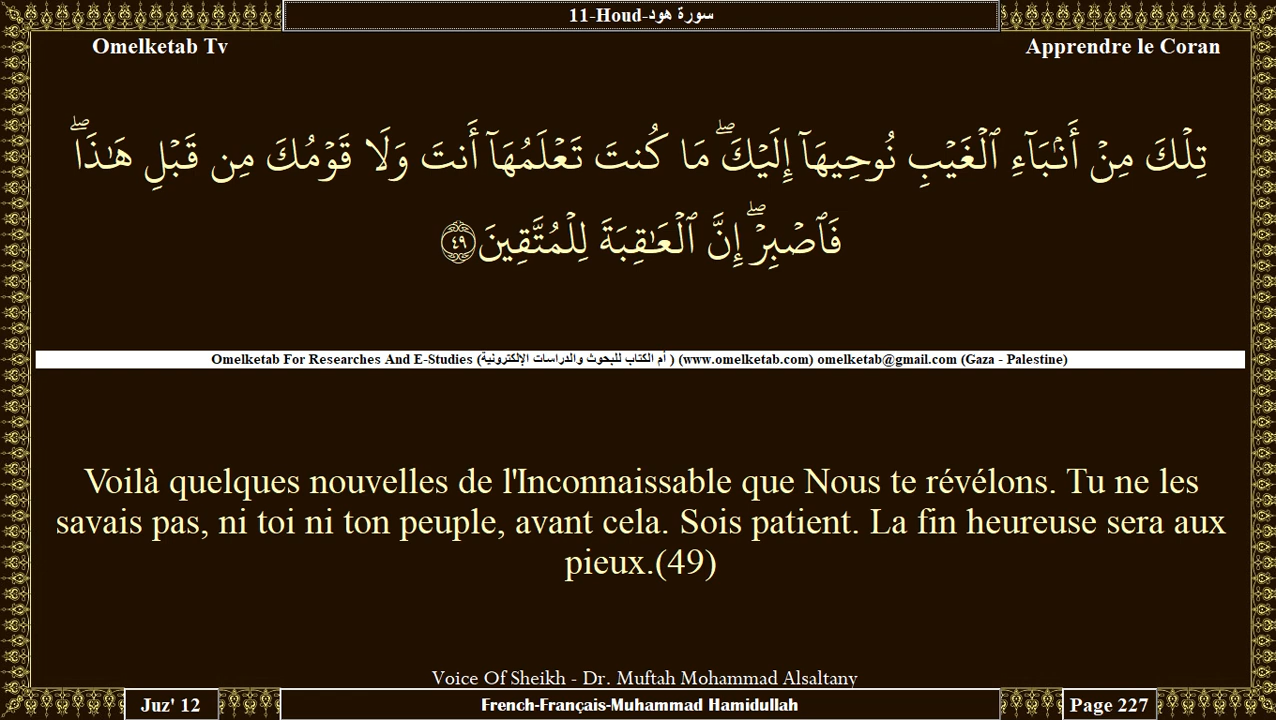 11-Houd-سورة هود
Omelketab Tv
Apprendre le Coran
تِلۡكَ مِنۡ أَنۢبَآءِ ٱلۡغَيۡبِ نُوحِيهَآ إِلَيۡكَۖ مَا كُنتَ تَعۡلَمُهَآ أَنتَ وَلَا قَوۡمُكَ مِن قَبۡلِ هَٰذَاۖ
فَٱصۡبِرۡۖ إِنَّ ٱلۡعَٰقِبَةَ لِلۡمُتَّقِينَ ٤٩
Omelketab For Researches And E-Studies (أم الكتاب للبحوث والدراسات الإلكترونية ) (www.omelketab.com) omelketab@gmail.com (Gaza - Palestine)
Voilà quelques nouvelles de l'Inconnaissable que Nous te révélons. Tu ne les
savais pas, ni toi ni ton peuple, avant cela. Sois patient. La fin heureuse sera aux
pieux.(49)
Voice Of Sheikh - Dr. Muftah Mohammad Alsaltany
Juz' 12
French-Français-Muhammad Hamidullah
Page 227